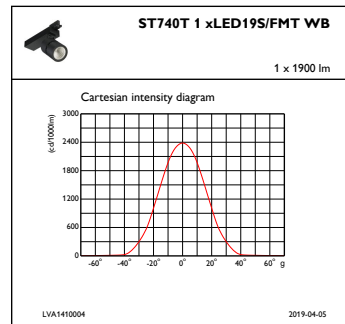 ST740T 1 xLED19S/FMT WB
1 x 1900 lm
Cartesian intensity diagram
(cd/1000lm)
3000
2400
1800
1200
600
0
-60° -40° -20° 0° 20° 40° 60° g
LVA1410004 2019-04-05